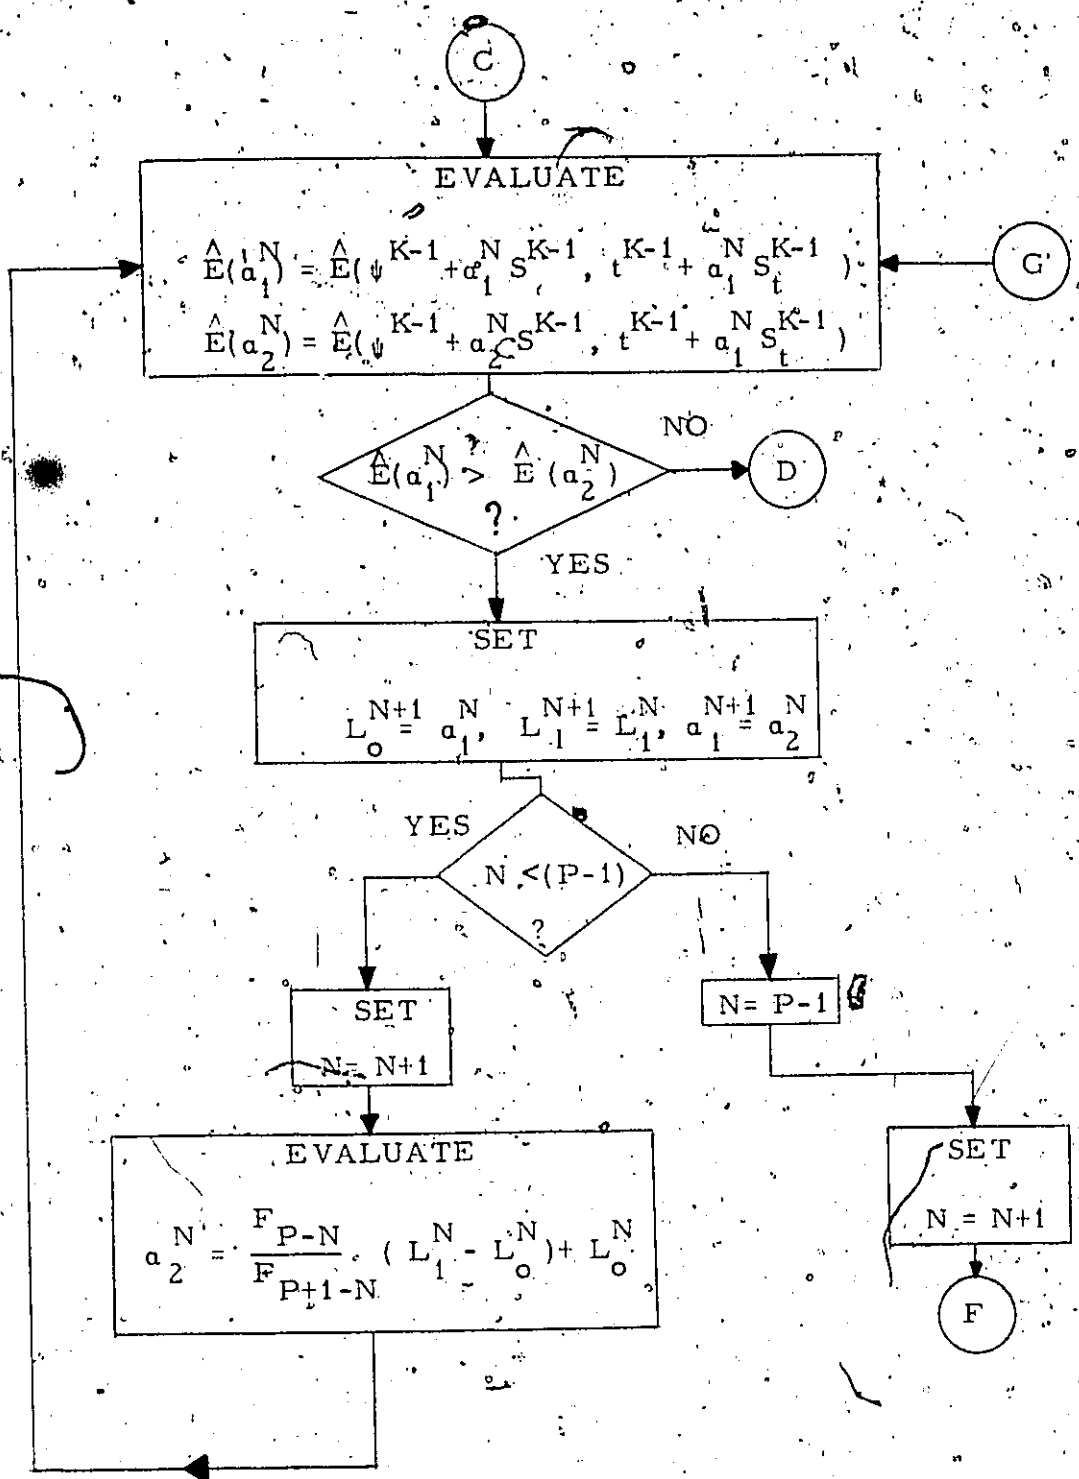 C
EVALUATE
Ê(a₁ᴺ) = Ê(ψᴷ⁻¹ + a₁ᴺ Sᴷ⁻¹, tᴷ⁻¹ + a₁ᴺ Sₜᴷ⁻¹)
G
Ê(a₂ᴺ) = Ê(ψᴷ⁻¹ + a₂ᴺ Sᴷ⁻¹, tᴷ⁻¹ + a₁ᴺ Sₜᴷ⁻¹)
NO
Ê(a₁ᴺ) > Ê (a₂ᴺ)
?
D
YES
SET
L₀ᴺ⁺¹ = a₁ᴺ, L₁ᴺ⁺¹ = L₁ᴺ, a₁ᴺ⁺¹ = a₂ᴺ
YES
NO
N <(P-1)
?
SET
N = N+1
N = P-1
EVALUATE
a₂ᴺ = F_{P-N} / F_{P+1-N} (L₁ᴺ - L₀ᴺ) + L₀ᴺ
SET
N = N+1
F